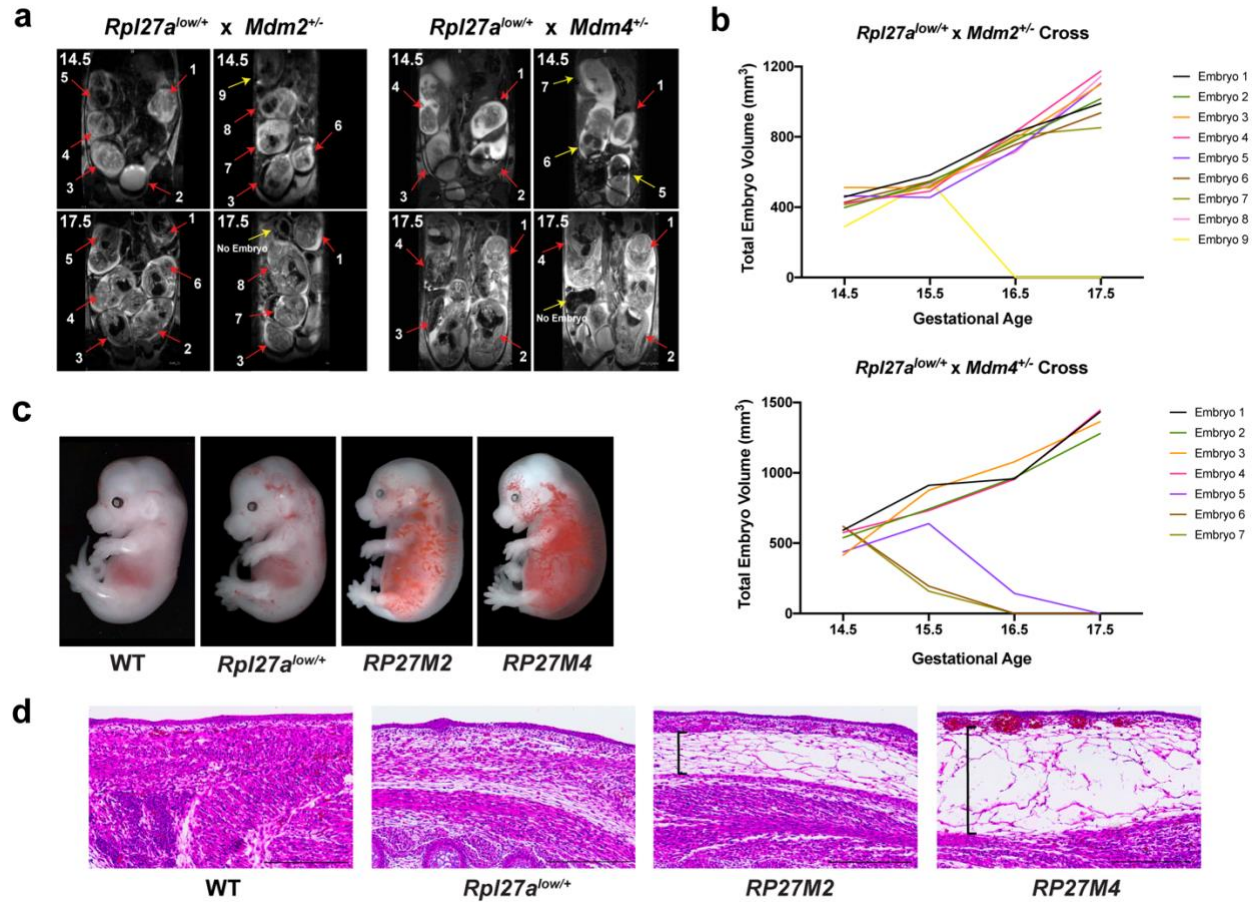 a
Rpl27a^low/+ x Mdm2^+/-
Rpl27a^low/+ x Mdm4^+/-
14.5
5
1
4
3
2
14.5
9
8
7
6
3
14.5
4
1
3
2
14.5
7
1
6
5
17.5
1
5
6
4
3
2
17.5
No Embryo
1
8
7
3
17.5
4
1
3
2
17.5
4
1
No Embryo
2
b
Rpl27a^low/+ x Mdm2^+/- Cross
Total Embryo Volume (mm³)
1200
800
400
0
14.5 15.5 16.5 17.5
Gestational Age
Embryo 1
Embryo 2
Embryo 3
Embryo 4
Embryo 5
Embryo 6
Embryo 7
Embryo 8
Embryo 9
Rpl27a^low/+ x Mdm4^+/- Cross
Total Embryo Volume (mm³)
1500
1000
500
0
14.5 15.5 16.5 17.5
Gestational Age
Embryo 1
Embryo 2
Embryo 3
Embryo 4
Embryo 5
Embryo 6
Embryo 7
c
WT Rpl27a^low/+ RP27M2 RP27M4
d
WT Rpl27a^low/+ RP27M2 RP27M4